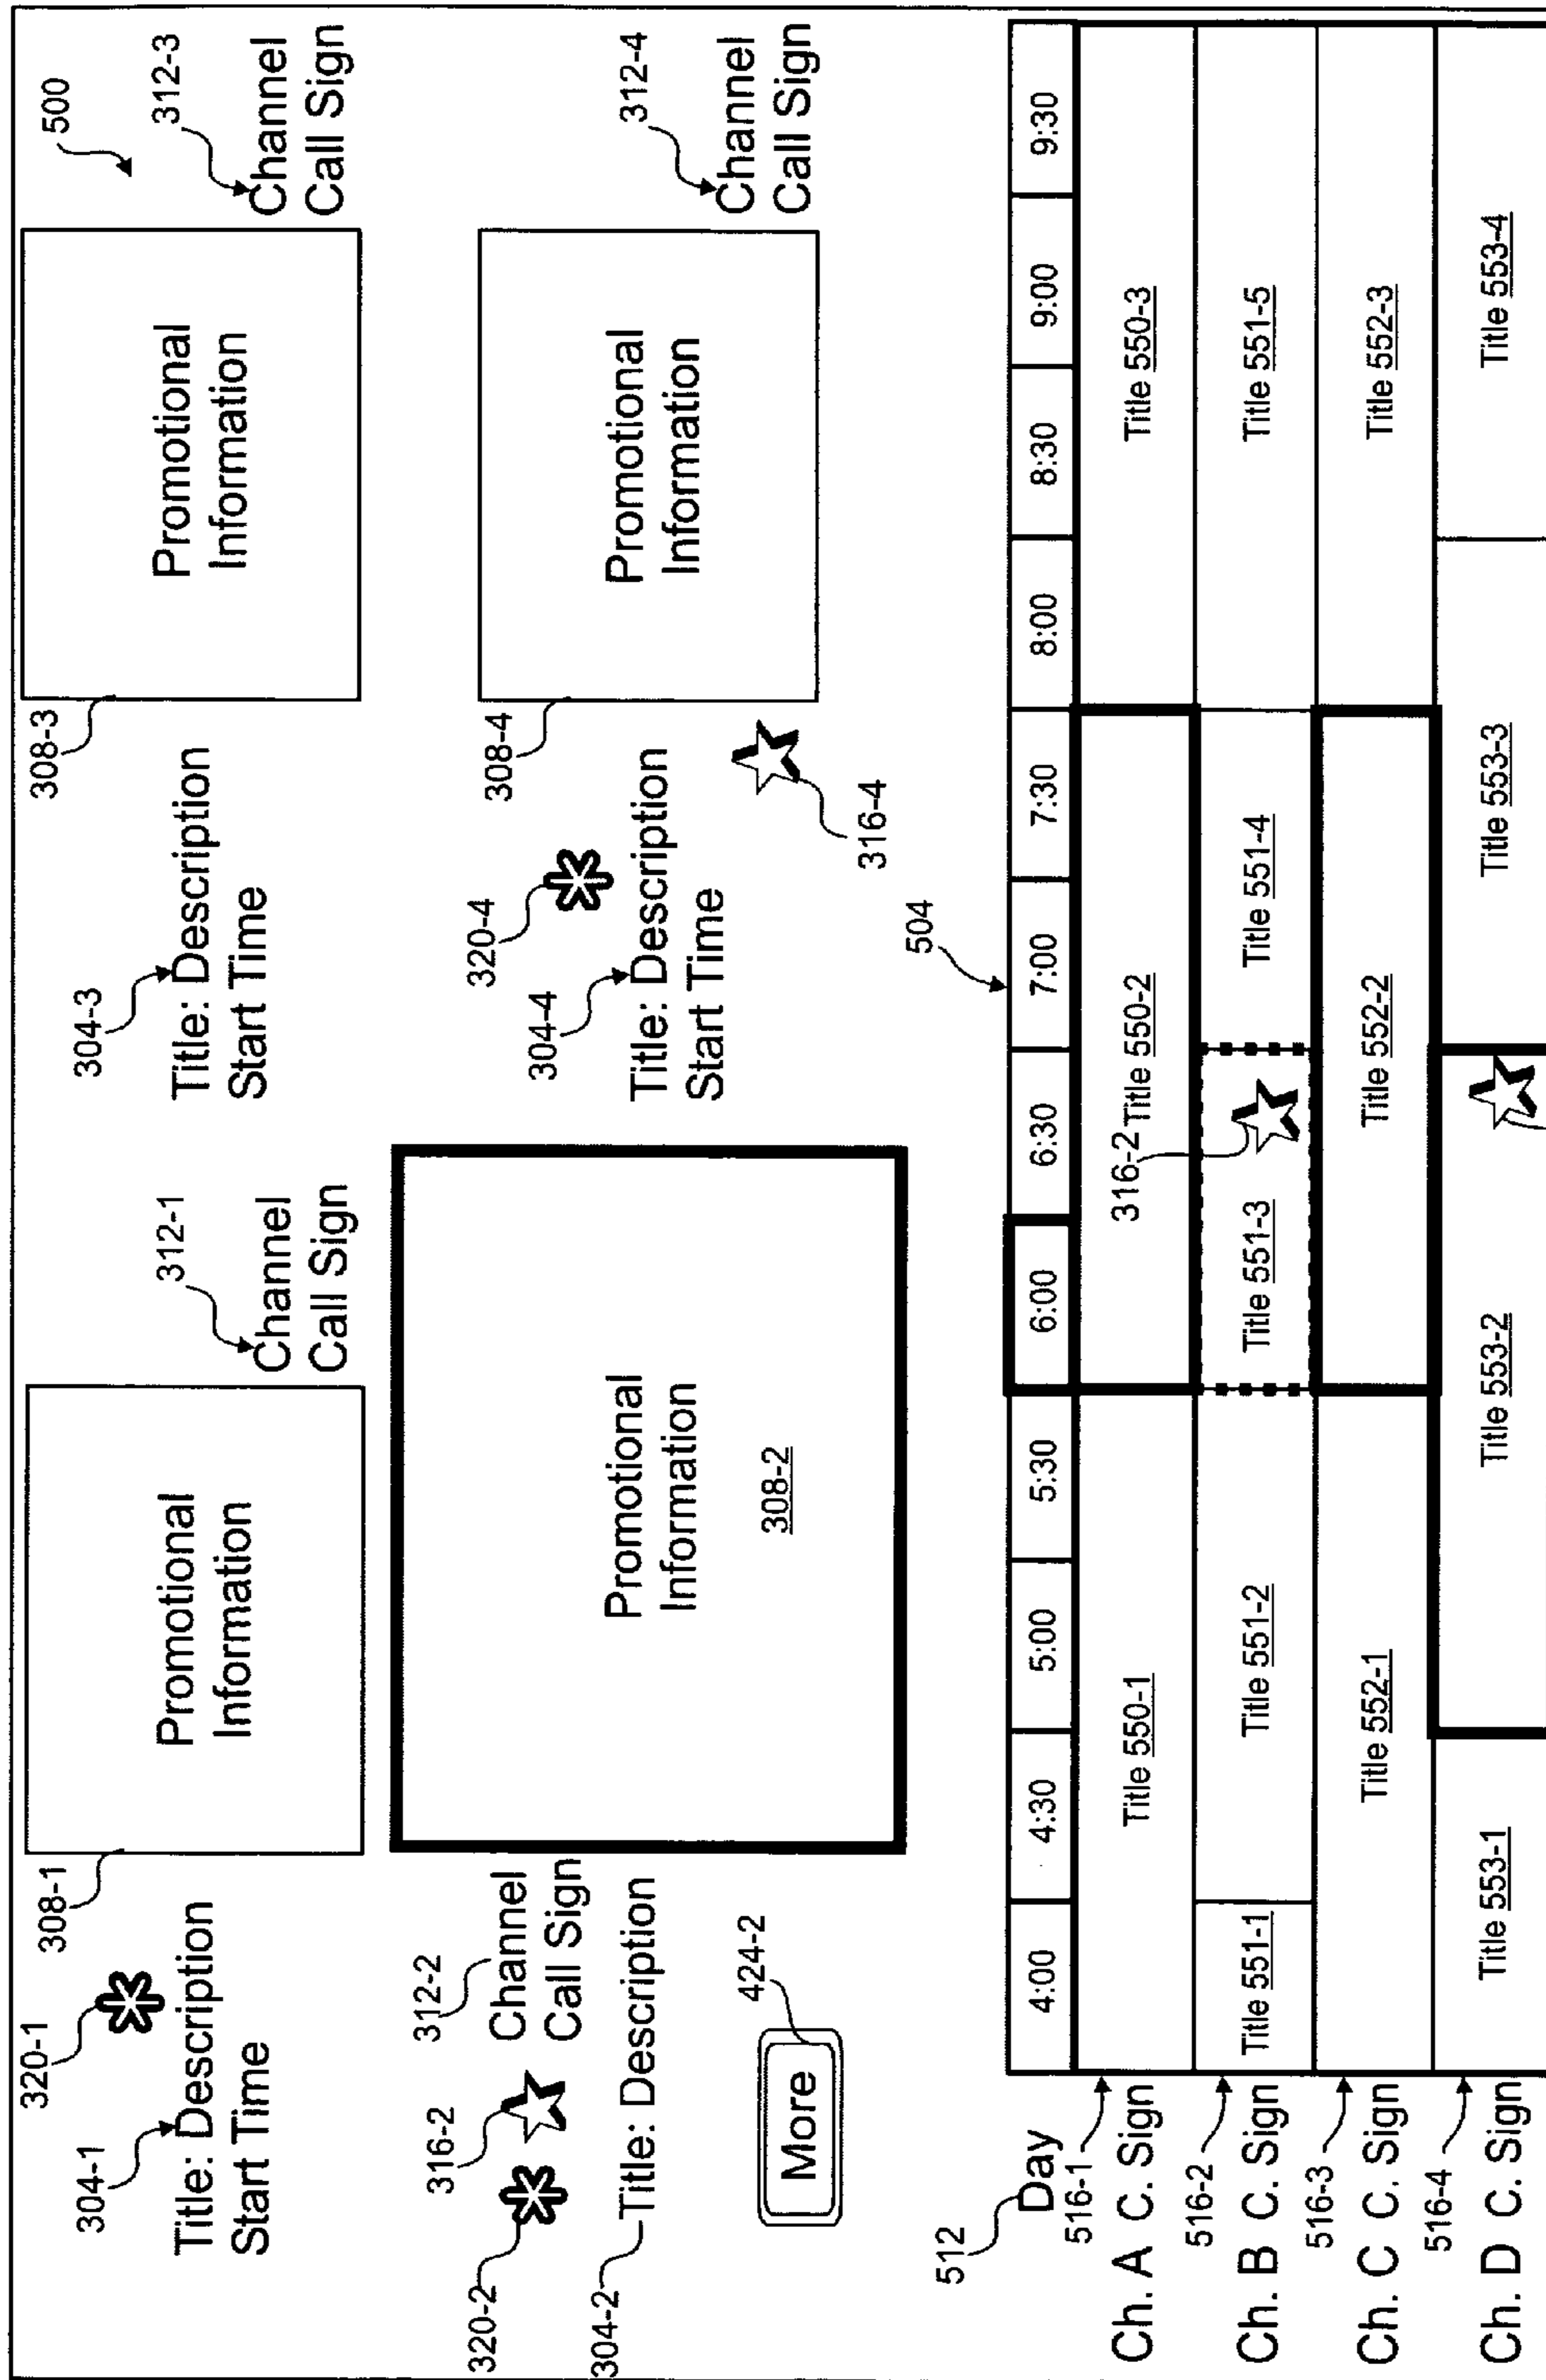 500
320-1
304-1
Title: Description
Start Time
308-1
Promotional
Information
312-1
Channel
Call Sign
304-3
Title: Description
Start Time
308-3
Promotional
Information
312-3
Channel
Call Sign
320-2
316-2
312-2
Channel
Call Sign
304-2
Title: Description
424-2
More
Promotional
Information
308-2
320-4
304-4
Title: Description
Start Time
308-4
316-4
Promotional
Information
312-4
Channel
Call Sign
504
512
Day 4:00 4:30 5:00 5:30 6:00 6:30 7:00 7:30 8:00 8:30 9:00 9:30
516-1
Ch. A C. Sign Title 550-1 Title 550-2 Title 550-3
316-2
516-2
Ch. B C. Sign Title 551-1 Title 551-2 Title 551-3 Title 551-4 Title 551-5
516-3
Ch. C C. Sign Title 552-1 Title 552-2 Title 552-3
516-4
Ch. D C. Sign Title 553-1 Title 553-2 Title 553-3 Title 553-4